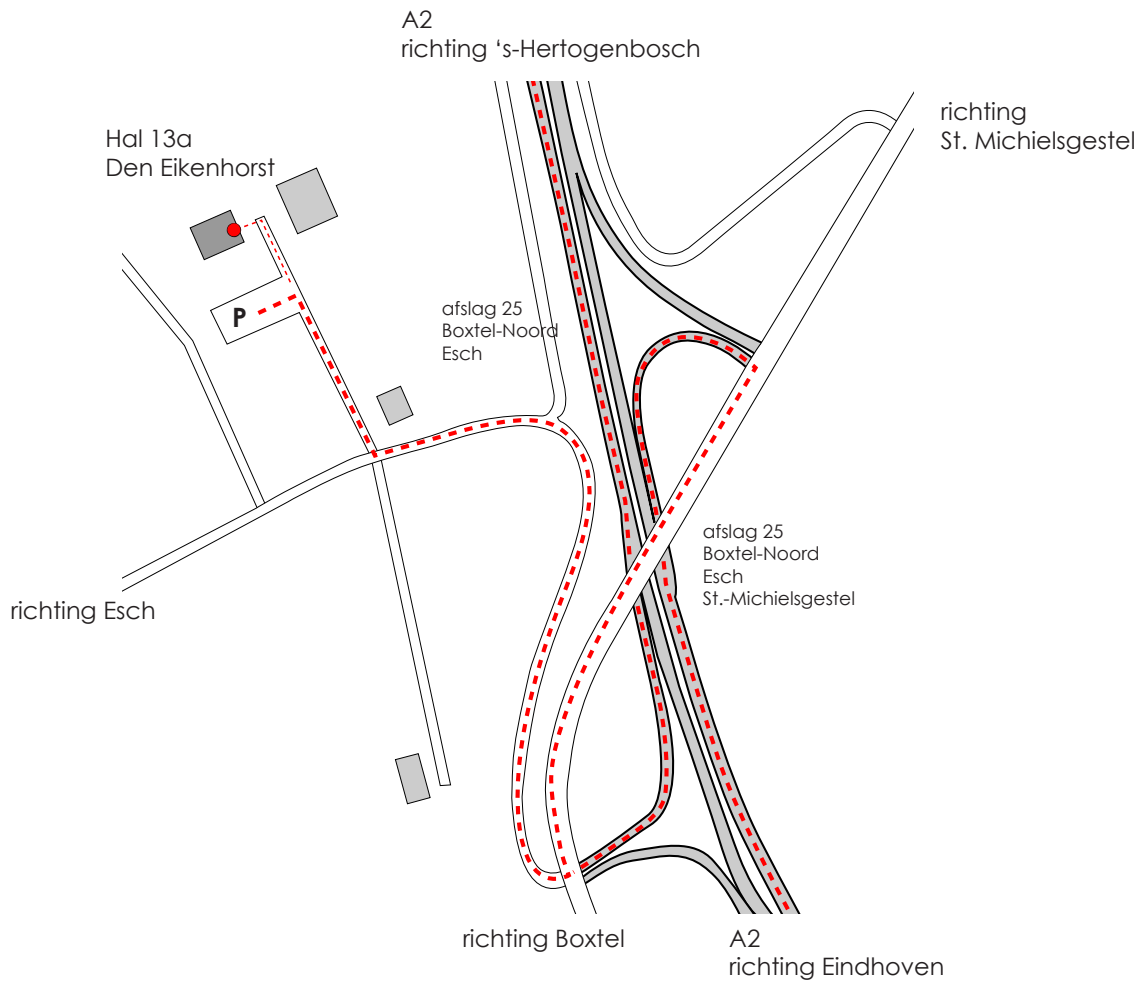 A2
richting ‘s-Hertogenbosch
richting
St. Michielsgestel
Hal 13a
Den Eikenhorst
afslag 25
Boxtel-Noord
Esch
P
afslag 25
Boxtel-Noord
Esch
St.-Michielsgestel
richting Esch
richting Boxtel
A2
richting Eindhoven